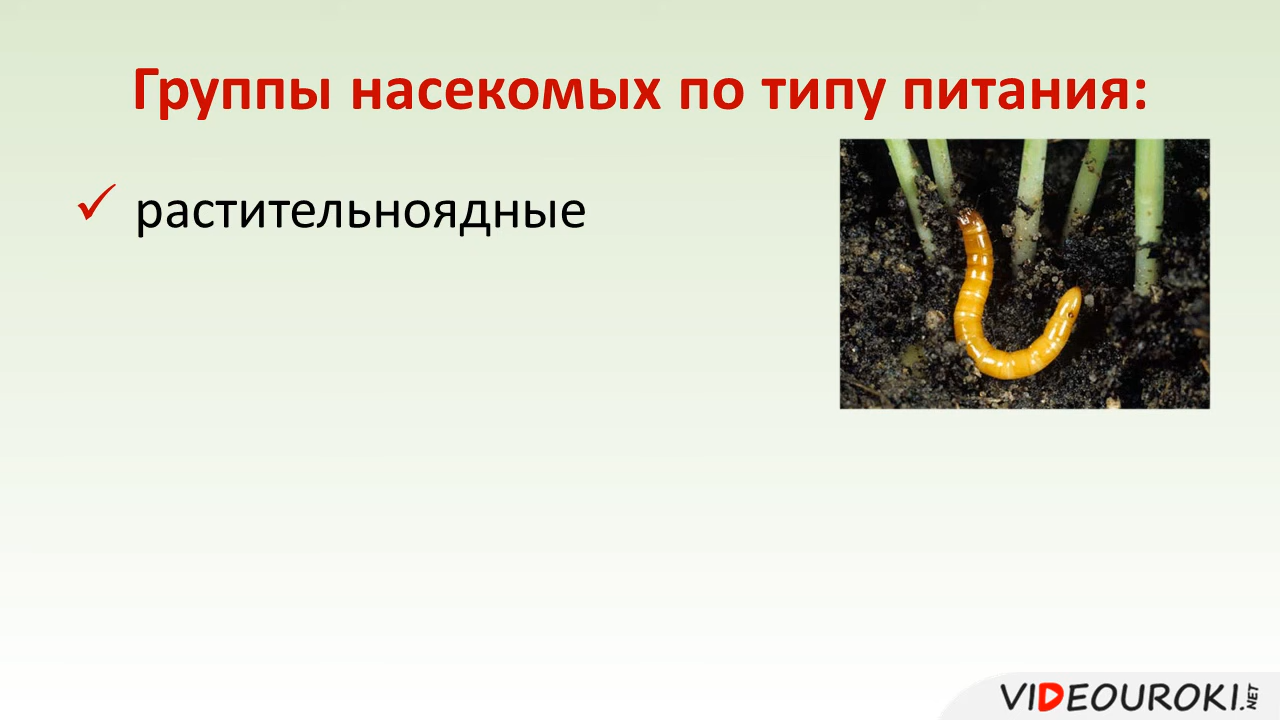 Группы насекомых по типу питания:
✓ растительноядные
VIDEOUROKI.NET